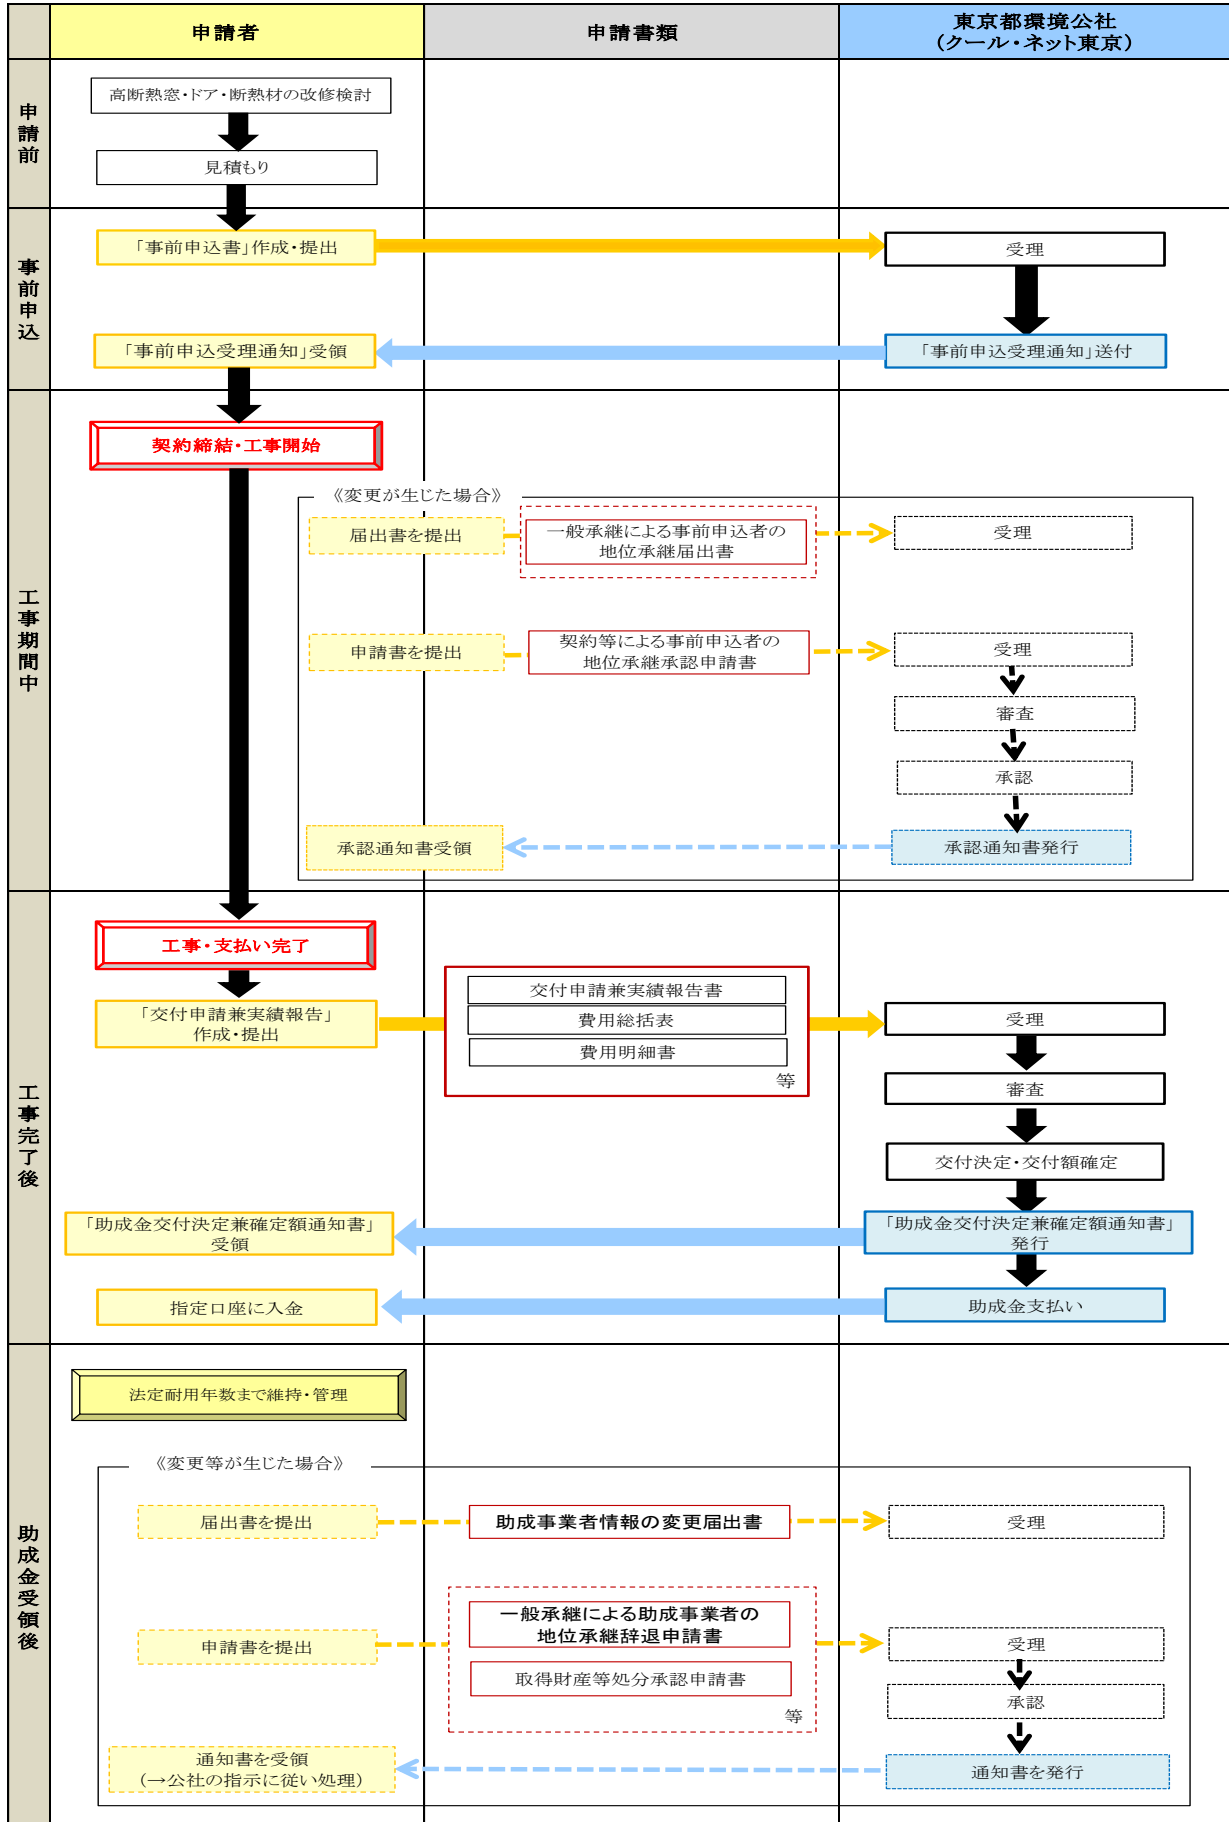 申請者
申請書類
東京都環境公社
(クール・ネット東京)
申請前
高断熱窓・ドア・断熱材の改修検討
見積もり
事前申込
「事前申込書」作成・提出
受理
「事前申込受理通知」受領
「事前申込受理通知」送付
工事期間中
契約締結・工事開始
《変更が生じた場合》
届出書を提出
一般承継による事前申込者の
地位承継届出書
受理
申請書を提出
契約等による事前申込者の
地位承継承認申請書
受理
審査
承認
承認通知書受領
承認通知書発行
工事完了後
工事・支払い完了
「交付申請兼実績報告」
作成・提出
交付申請兼実績報告書
費用総括表
費用明細書
等
受理
審査
交付決定・交付額確定
「助成金交付決定兼確定額通知書」
受領
「助成金交付決定兼確定額通知書」
発行
指定口座に入金
助成金支払い
助成金受領後
法定耐用年数まで維持・管理
《変更等が生じた場合》
届出書を提出
助成事業者情報の変更届出書
受理
申請書を提出
一般承継による助成事業者の
地位承継辞退申請書
取得財産等処分承認申請書
等
受理
承認
通知書を受領
(→公社の指示に従い処理)
通知書を発行